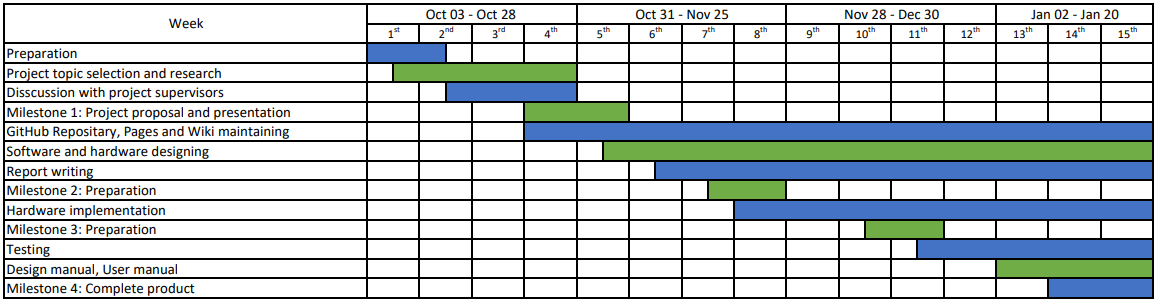 Week
Oct 03 - Oct 28 Oct 31 - Nov 25 Nov 28 - Dec 30 Jan 02 - Jan 20
1st 2nd 3rd 4th 5th 6th 7th 8th 9th 10th 11th 12th 13th 14th 15th
Preparation
Project topic selection and research
Disscussion with project supervisors
Milestone 1: Project proposal and presentation
GitHub Repositary, Pages and Wiki maintaining
Software and hardware designing
Report writing
Milestone 2: Preparation
Hardware implementation
Milestone 3: Preparation
Testing
Design manual, User manual
Milestone 4: Complete product